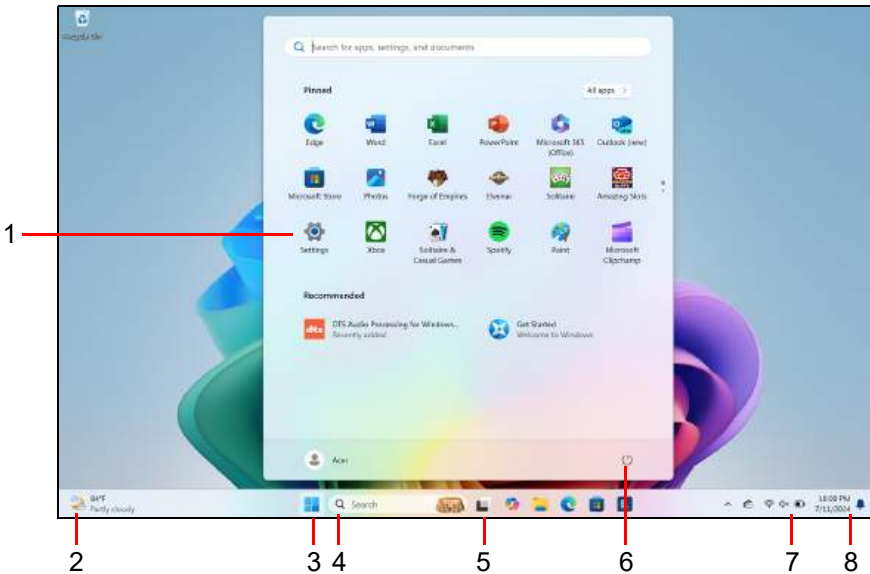 Recycle Bin
Search for apps, settings, and documents
Pinned
All apps >
Edge
Word
Excel
PowerPoint
Microsoft 365
(Office)
Outlook (new)
Microsoft Store
Photos
Forge of Empires
Elvenar
Solitaire
Amazing Slots
1
Settings
Xbox
Solitaire &
Casual Games
Spotify
Paint
Microsoft
Clipchamp
Recommended
dts
DTS Audio Processing for Windows...
Recently added
Get Started
Welcome to Windows
Acer
84°F
Partly cloudy
Search
10:00 PM
7/11/2024
2
3
4
5
6
7
8